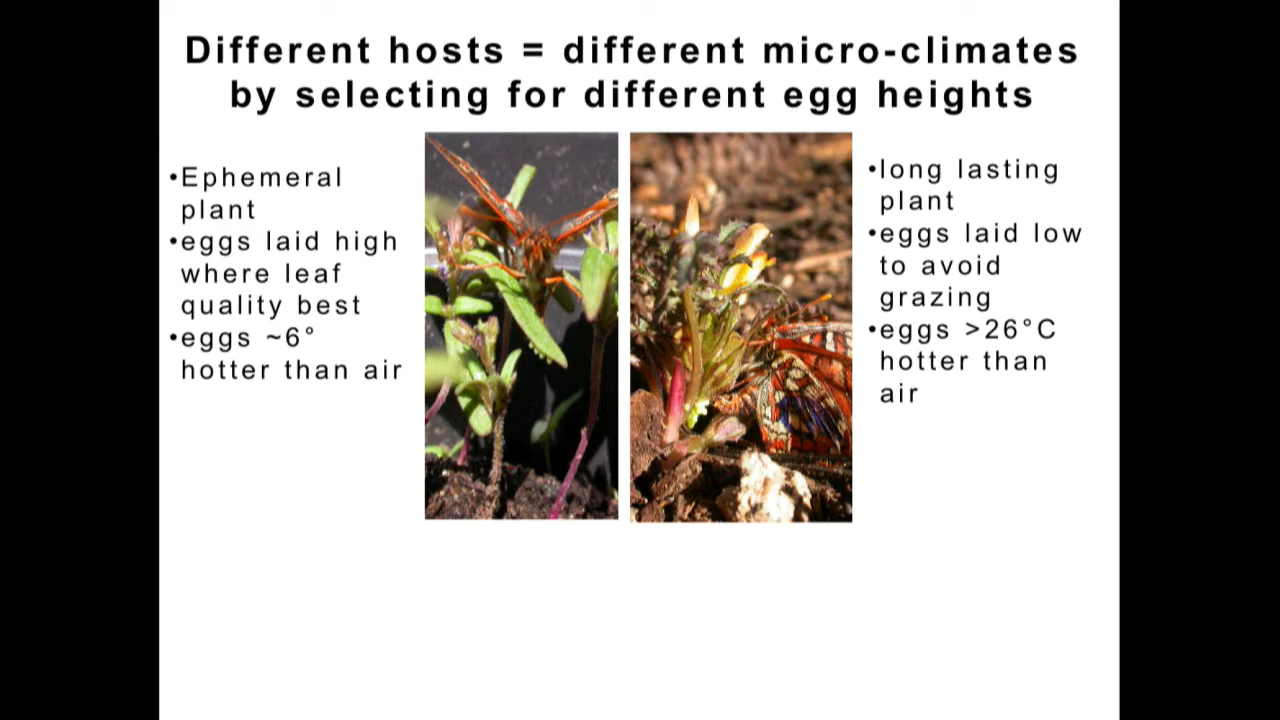 Different hosts = different micro-climates
by selecting for different egg heights
•Ephemeral
plant
•eggs laid high
where leaf
quality best
•eggs ~6°
hotter than air
•long lasting
plant
•eggs laid low
to avoid
grazing
•eggs >26°C
hotter than
air